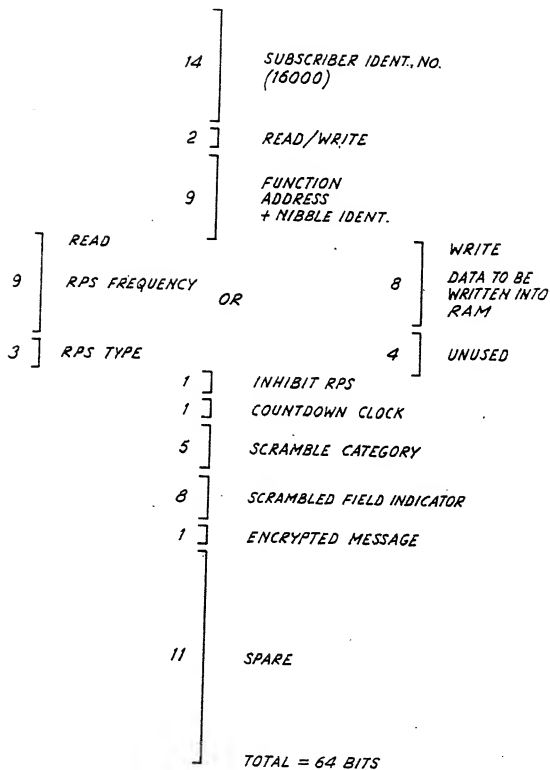 14 SUBSCRIBER IDENT., NO.
(16000)
2 READ/WRITE
9 FUNCTION
ADDRESS
+ NIBBLE IDENT.
READ
9 RPS FREQUENCY
3 RPS TYPE
OR
WRITE
8 DATA TO BE
WRITTEN INTO
RAM
4 UNUSED
1 INHIBIT RPS
1 COUNTDOWN CLOCK
5 SCRAMBLE CATEGORY
8 SCRAMBLED FIELD INDICATOR
1 ENCRYPTED MESSAGE
11 SPARE
TOTAL = 64 BITS